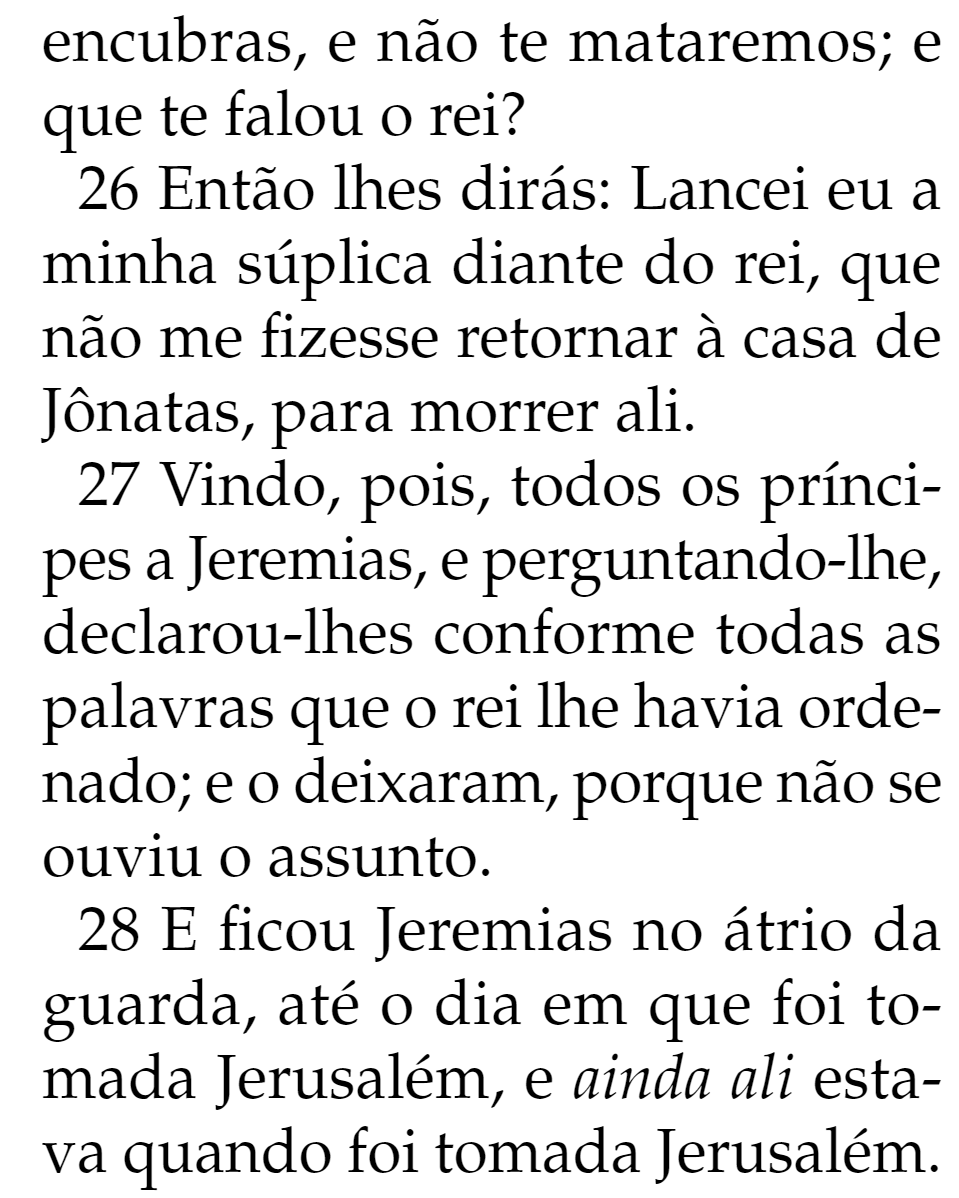 encubras, e não te mataremos; e
que te falou o rei?
26 Então lhes dirás: Lancei eu a
minha súplica diante do rei, que
não me fizesse retornar à casa de
Jônatas, para morrer ali.
27 Vindo, pois, todos os prínci-
pes a Jeremias, e perguntando-lhe,
declarou-lhes conforme todas as
palavras que o rei lhe havia orde-
nado; e o deixaram, porque não se
ouviu o assunto.
28 E ficou Jeremias no átrio da
guarda, até o dia em que foi to-
mada Jerusalém, e ainda ali esta-
va quando foi tomada Jerusalém.